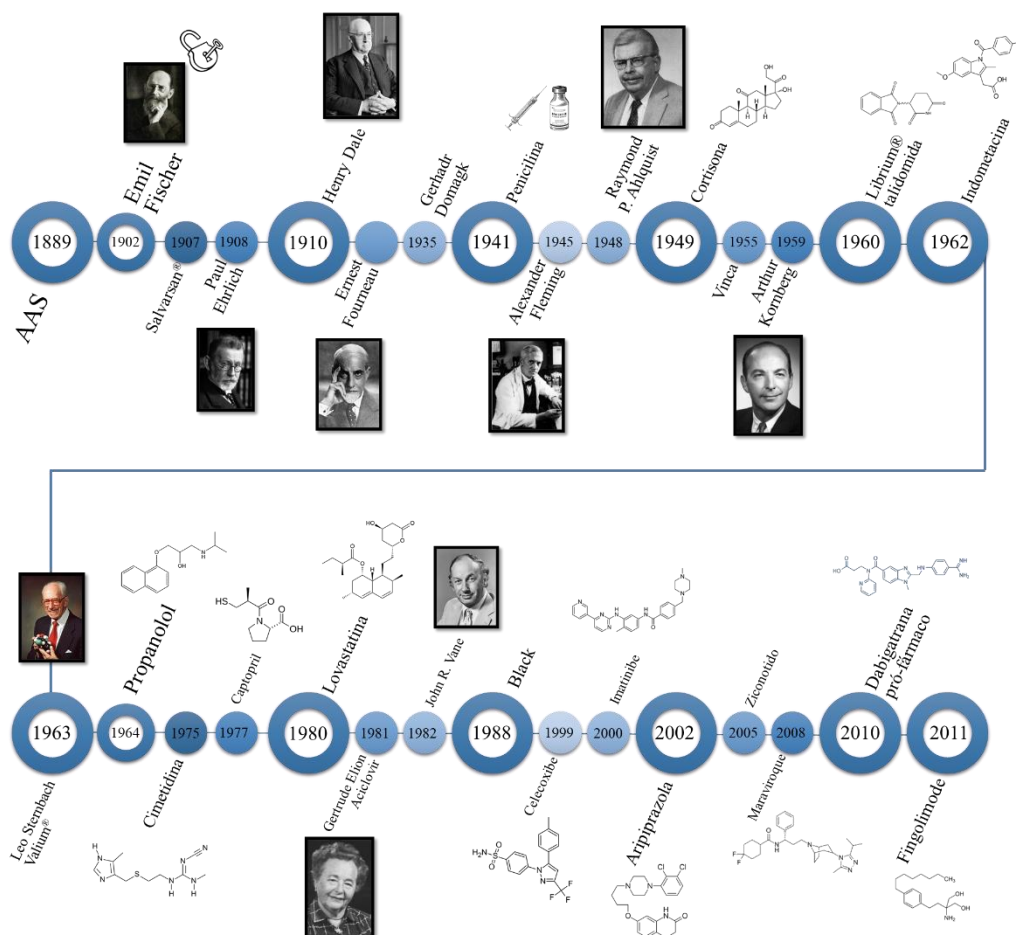 Emil
Fischer
Henry Dale
Gerhadr
Domagk
Penicilina
Raymond
P. Ahlquist
Cortisona
Librium®
talidomida
Indometacina
1889
1902
1907
1908
1910
1935
1941
1945
1948
1949
1955
1959
1960
1962
AAS
Salvarsan®
Paul
Ehrlich
Ernest
Fourneau
Alexander
Fleming
Vinca
Arthur
Kornberg
Propanolol
Captopril
Lovastatina
John R. Vane
Black
Imatinibe
Ziconotido
Dabigatrana
pró-fármaco
1963
1964
1975
1977
1980
1981
1982
1988
1999
2000
2002
2005
2008
2010
2011
Leo Sternbach
Valium®
Cimetidina
Gertrude Elion
Aciclovir
Celecoxibe
Aripiprazola
Maraviroque
Fingolimode